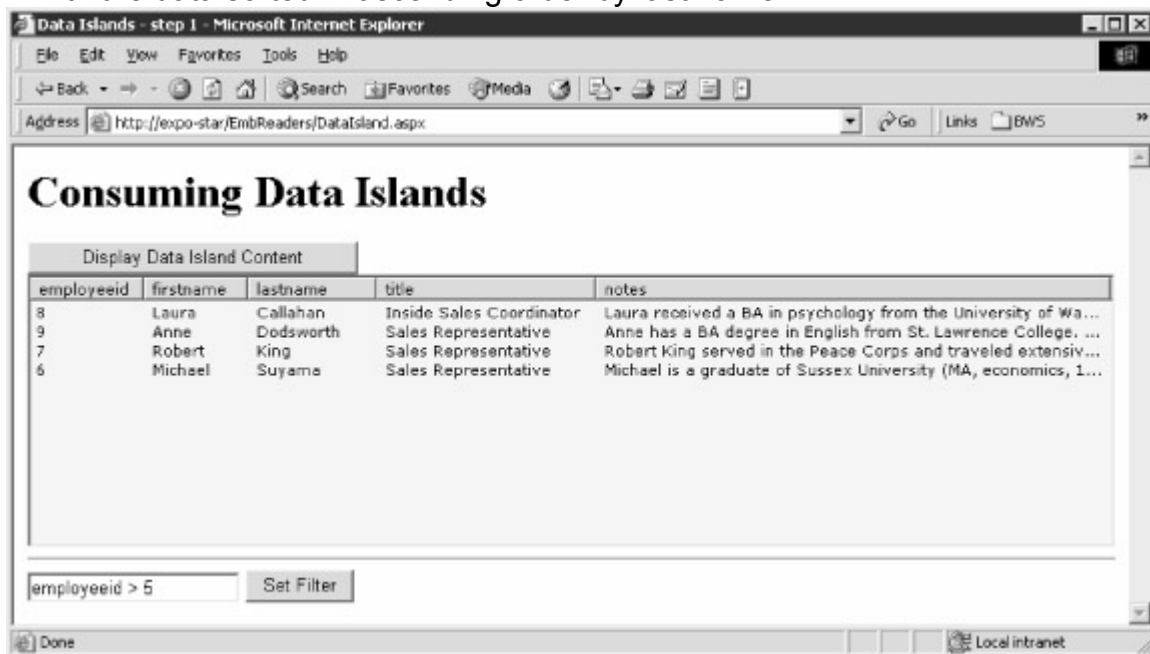 Data Islands - step 1 - Microsoft Internet Explorer
File Edit View Favorites Tools Help
Back Search Favorites Media
Address http://expo-star/EmbReaders/DataIsland.aspx Go Links BWS »
Consuming Data Islands
Display Data Island Content
employeeid firstname lastname title notes
8 Laura Callahan Inside Sales Coordinator Laura received a BA in psychology from the University of Wa...
9 Anne Dodsworth Sales Representative Anne has a BA degree in English from St. Lawrence College. ...
7 Robert King Sales Representative Robert King served in the Peace Corps and traveled extensiv...
6 Michael Suyama Sales Representative Michael is a graduate of Sussex University (MA, economics, 1...
employeeid > 5 Set Filter
Done Local intranet